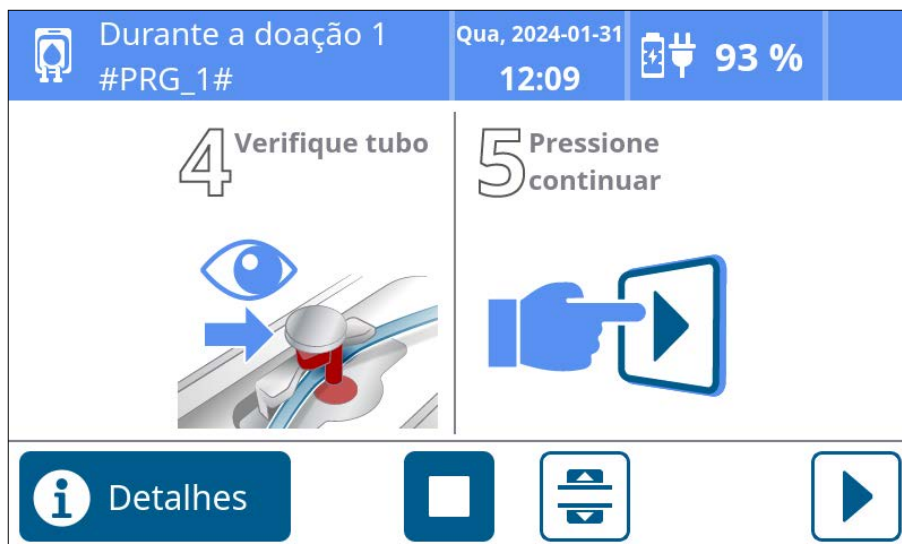 Durante a doação 1
#PRG_1#
Qua, 2024-01-31
12:09
93 %
4 Verifique tubo
5 Pressione
continuar
Detalhes